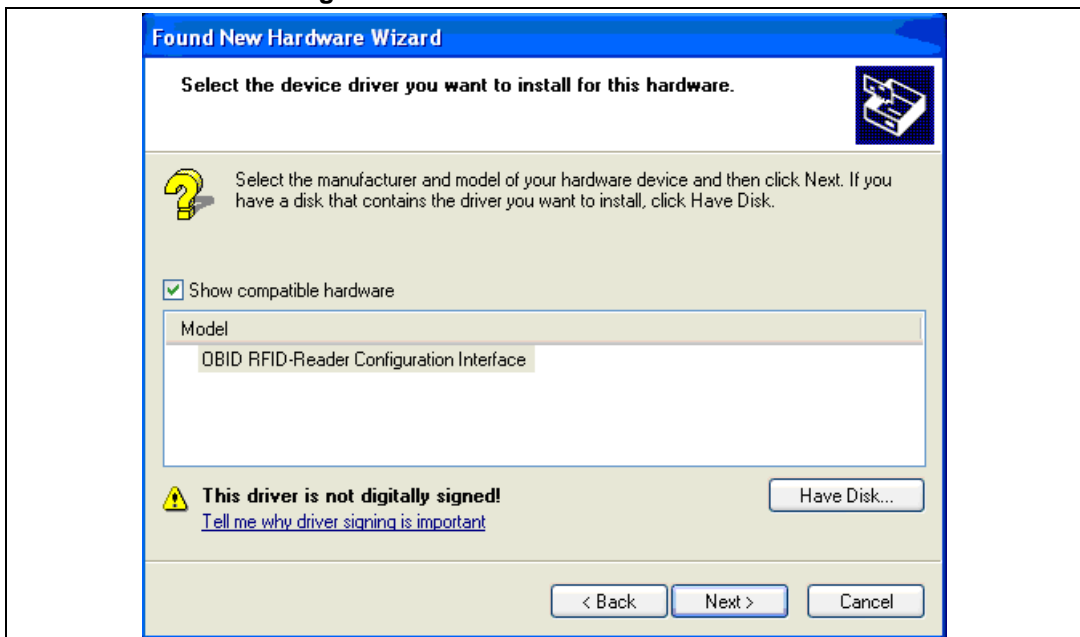 Found New Hardware Wizard
Select the device driver you want to install for this hardware.
Select the manufacturer and model of your hardware device and then click Next. If you
have a disk that contains the driver you want to install, click Have Disk.
Show compatible hardware
Model
OBID RFID-Reader Configuration Interface
This driver is not digitally signed!
Have Disk...
Tell me why driver signing is important
< Back Next > Cancel